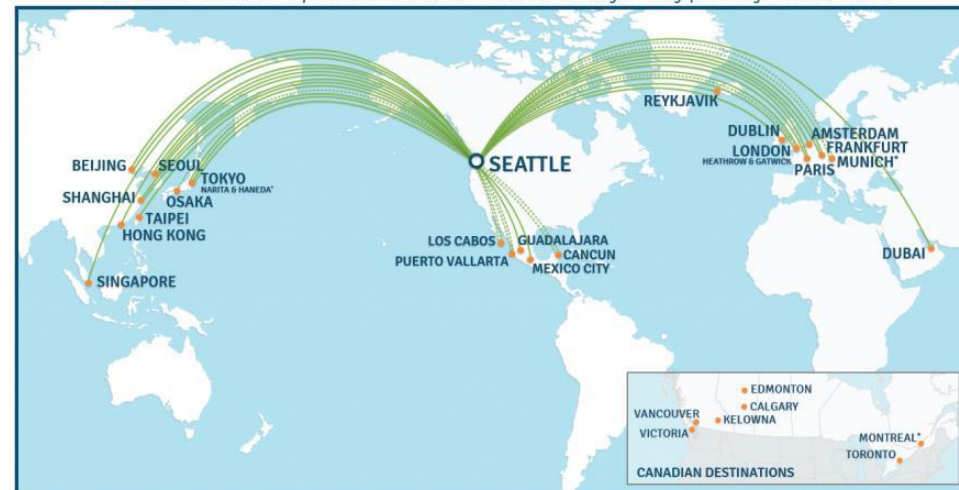 REYKJAVIK
DUBLIN
AMSTERDAM
LONDON
FRANKFURT
HEATHROW & GATWICK
MUNICH*
PARIS
BEIJING
SEOUL
SEATTLE
TOKYO
NARITA & HANEDA*
SHANGHAI
OSAKA
TAIPEI
HONG KONG
LOS CABOS
GUADALAJARA
PUERTO VALLARTA
CANCUN
MEXICO CITY
DUBAI
SINGAPORE
EDMONTON
CALGARY
VANCOUVER
KELOWNA
VICTORIA
MONTREAL*
TORONTO
CANADIAN DESTINATIONS